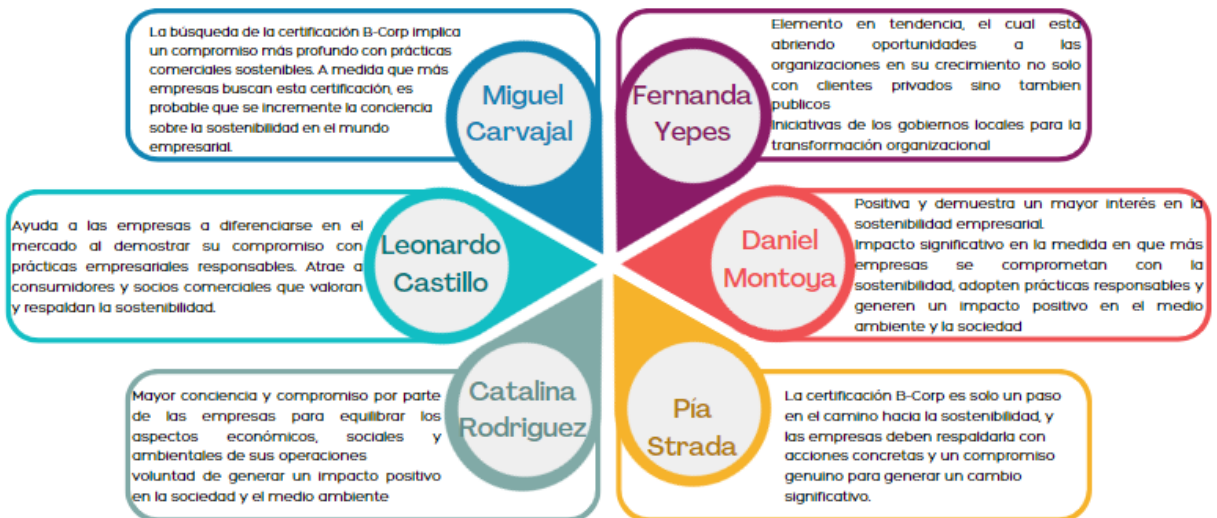 La búsqueda de la certificación B-Corp implica
un compromiso más profundo con prácticas
comerciales sostenibles. A medida que más
empresas buscan esta certificación, es
probable que se incremente la conciencia
sobre la sostenibilidad en el mundo
empresarial.
Miguel
Carvajal
Fernanda
Yepes
Elemento en tendencia, el cual esta
abriendo oportunidades a las
organizaciones en su crecimiento no solo
con clientes privados sino tambien
publicos
Iniciativas de los gobiernos locales para la
transformación organizacional
Ayuda a las empresas a diferenciarse en el
mercado al demostrar su compromiso con
prácticas empresariales responsables. Atrae a
consumidores y socios comerciales que valoran
y respaldan la sostenibilidad.
Leonardo
Castillo
Daniel
Montoya
Positiva y demuestra un mayor interés en la
sostenibilidad empresarial.
Impacto significativo en la medida en que más
empresas se comprometan con la
sostenibilidad, adopten prácticas responsables y
generen un impacto positivo en el medio
ambiente y la sociedad
Mayor conciencia y compromiso por parte
de las empresas para equilibrar los
aspectos económicos, sociales y
ambientales de sus operaciones
voluntad de generar un impacto positivo
en la sociedad y el medio ambiente
Catalina
Rodriguez
Pía
Strada
La certificación B-Corp es solo un paso
en el camino hacia la sostenibilidad, y
las empresas deben respaldarla con
acciones concretas y un compromiso
genuino para generar un cambio
significativo.